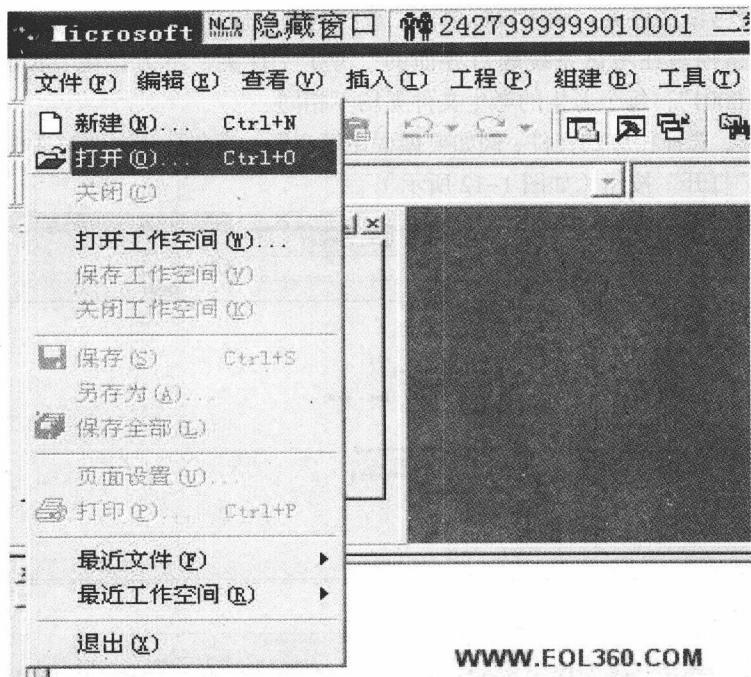 Microsoft NCR 隐藏窗口 2427999999010001 二
文件(F) 编辑(E) 查看(V) 插入(I) 工程(P) 组建(B) 工具(T)
新建(N)... Ctrl+N
打开(O)... Ctrl+O
关闭(C)
打开工作空间(W)...
保存工作空间(V)
关闭工作空间(K)
保存(S) Ctrl+S
另存为(A)...
保存全部(L)
页面设置(U)...
打印(P)... Ctrl+P
最近文件(F)
最近工作空间(R)
退出(X)
WWW.EOL360.COM